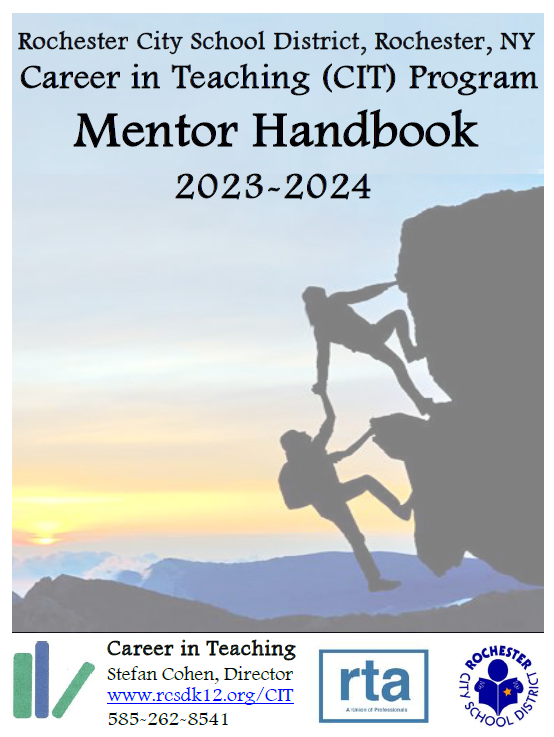 Rochester City School District, Rochester, NY
Career in Teaching (CIT) Program
Mentor Handbook
2023-2024
Career in Teaching
Stefan Cohen, Director
www.rcsdk12.org/CIT
585-262-8541
rta
A Union of Professionals
ROCHESTER
CITY SCHOOL DISTRICT